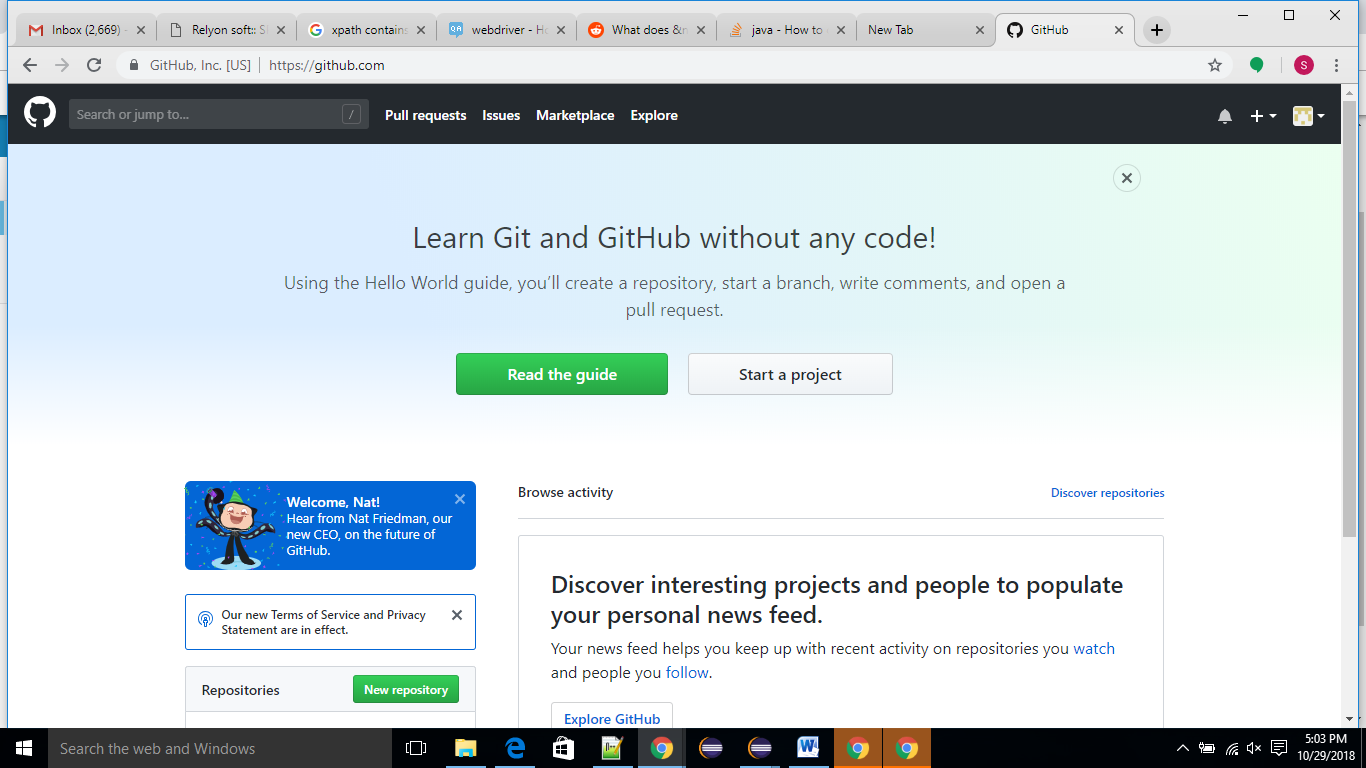 Inbox (2,669) -
Relyon soft:: S
xpath contains
webdriver - Ho
What does &n
java - How to
New Tab
GitHub
GitHub, Inc. [US] | https://github.com
S
Search or jump to... /
Pull requests Issues Marketplace Explore
Learn Git and GitHub without any code!
Using the Hello World guide, you’ll create a repository, start a branch, write comments, and open a
pull request.
Read the guide
Start a project
Welcome, Nat!
Hear from Nat Friedman, our
new CEO, on the future of
GitHub.
Our new Terms of Service and Privacy
Statement are in effect.
Repositories
New repository
Browse activity
Discover repositories
Discover interesting projects and people to populate
your personal news feed.
Your news feed helps you keep up with recent activity on repositories you watch
and people you follow.
Explore GitHub
Search the web and Windows
5:03 PM
10/29/2018